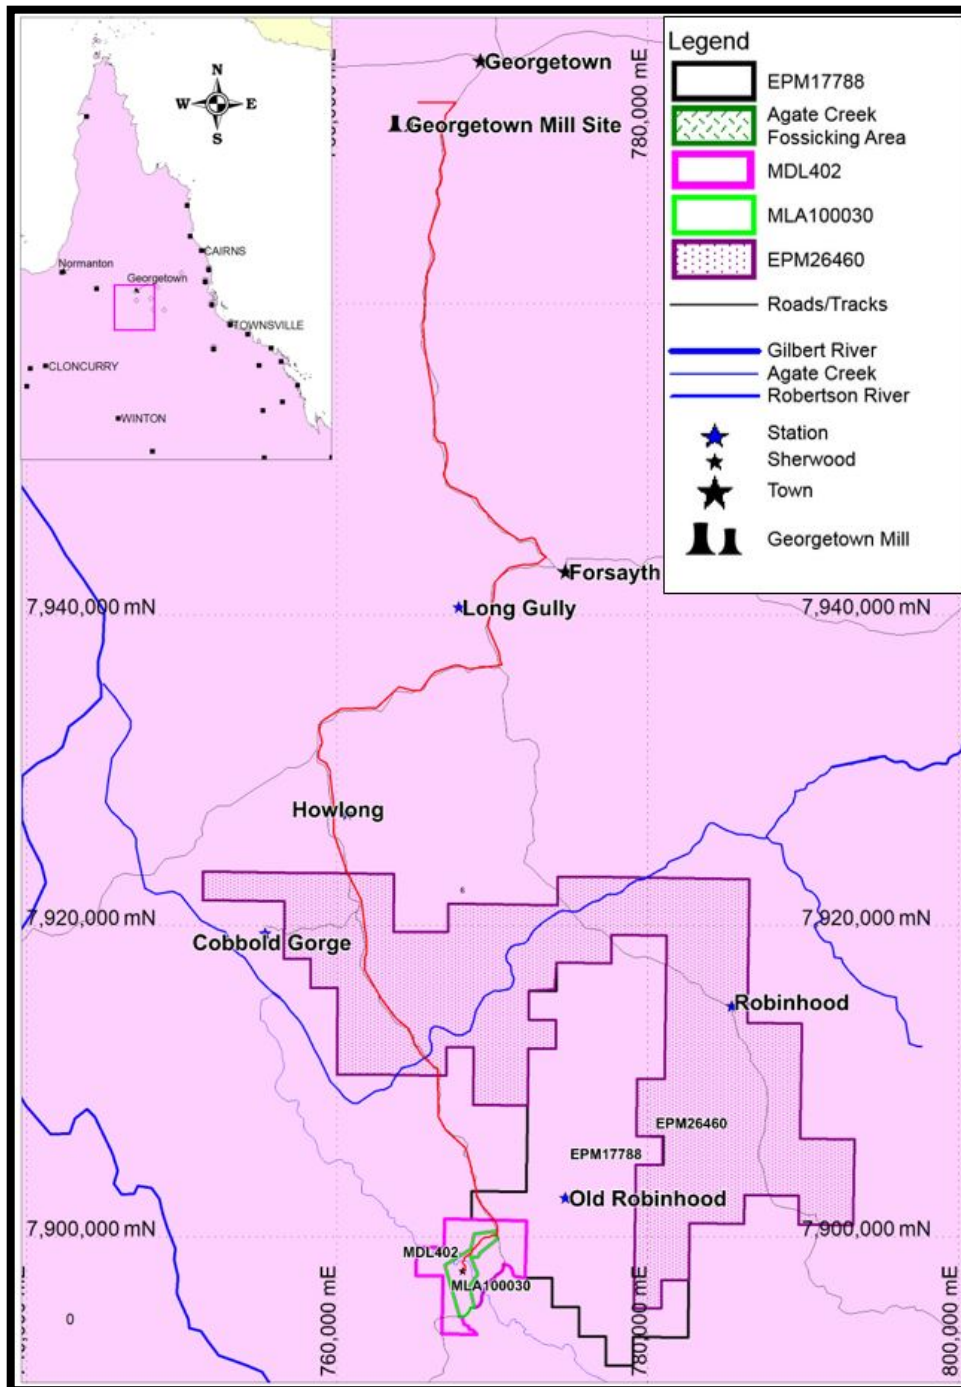 Georgetown
780,000 mE
Georgetown Mill Site
N
W E
S
CAIRNS
Normanton
Georgetown
TOWNSVILLE
CLONCURRY
WINTON
Legend
EPM17788
Agate Creek
Fossicking Area
MDL402
MLA100030
EPM26460
Roads/Tracks
Gilbert River
Agate Creek
Robertson River
Station
Sherwood
Town
Georgetown Mill
Forsayth
7,940,000 mN
Long Gully
7,940,000 mN
Howlong
6
7,920,000 mN
7,920,000 mN
Cobbold Gorge
Robinhood
EPM26460
EPM17788
Old Robinhood
7,900,000 mN
7,900,000 mN
MDL402
MLA100030
0
760,000 mE
780,000 mE
800,000 mE